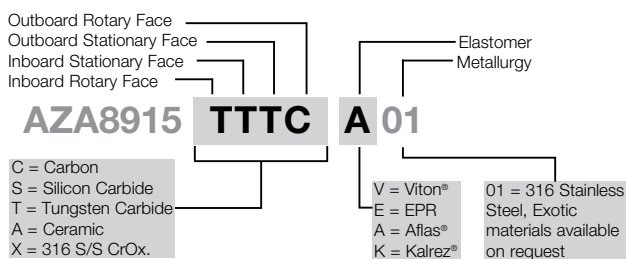 Outboard Rotary Face
Outboard Stationary Face
Inboard Stationary Face
Inboard Rotary Face
Elastomer
Metallurgy
AZA8915 TTTC A 01
C = Carbon
S = Silicon Carbide
T = Tungsten Carbide
A = Ceramic
X = 316 S/S CrOx.
V = Viton®
E = EPR
A = Aflas®
K = Kalrez®
01 = 316 Stainless
Steel, Exotic
materials available
on request